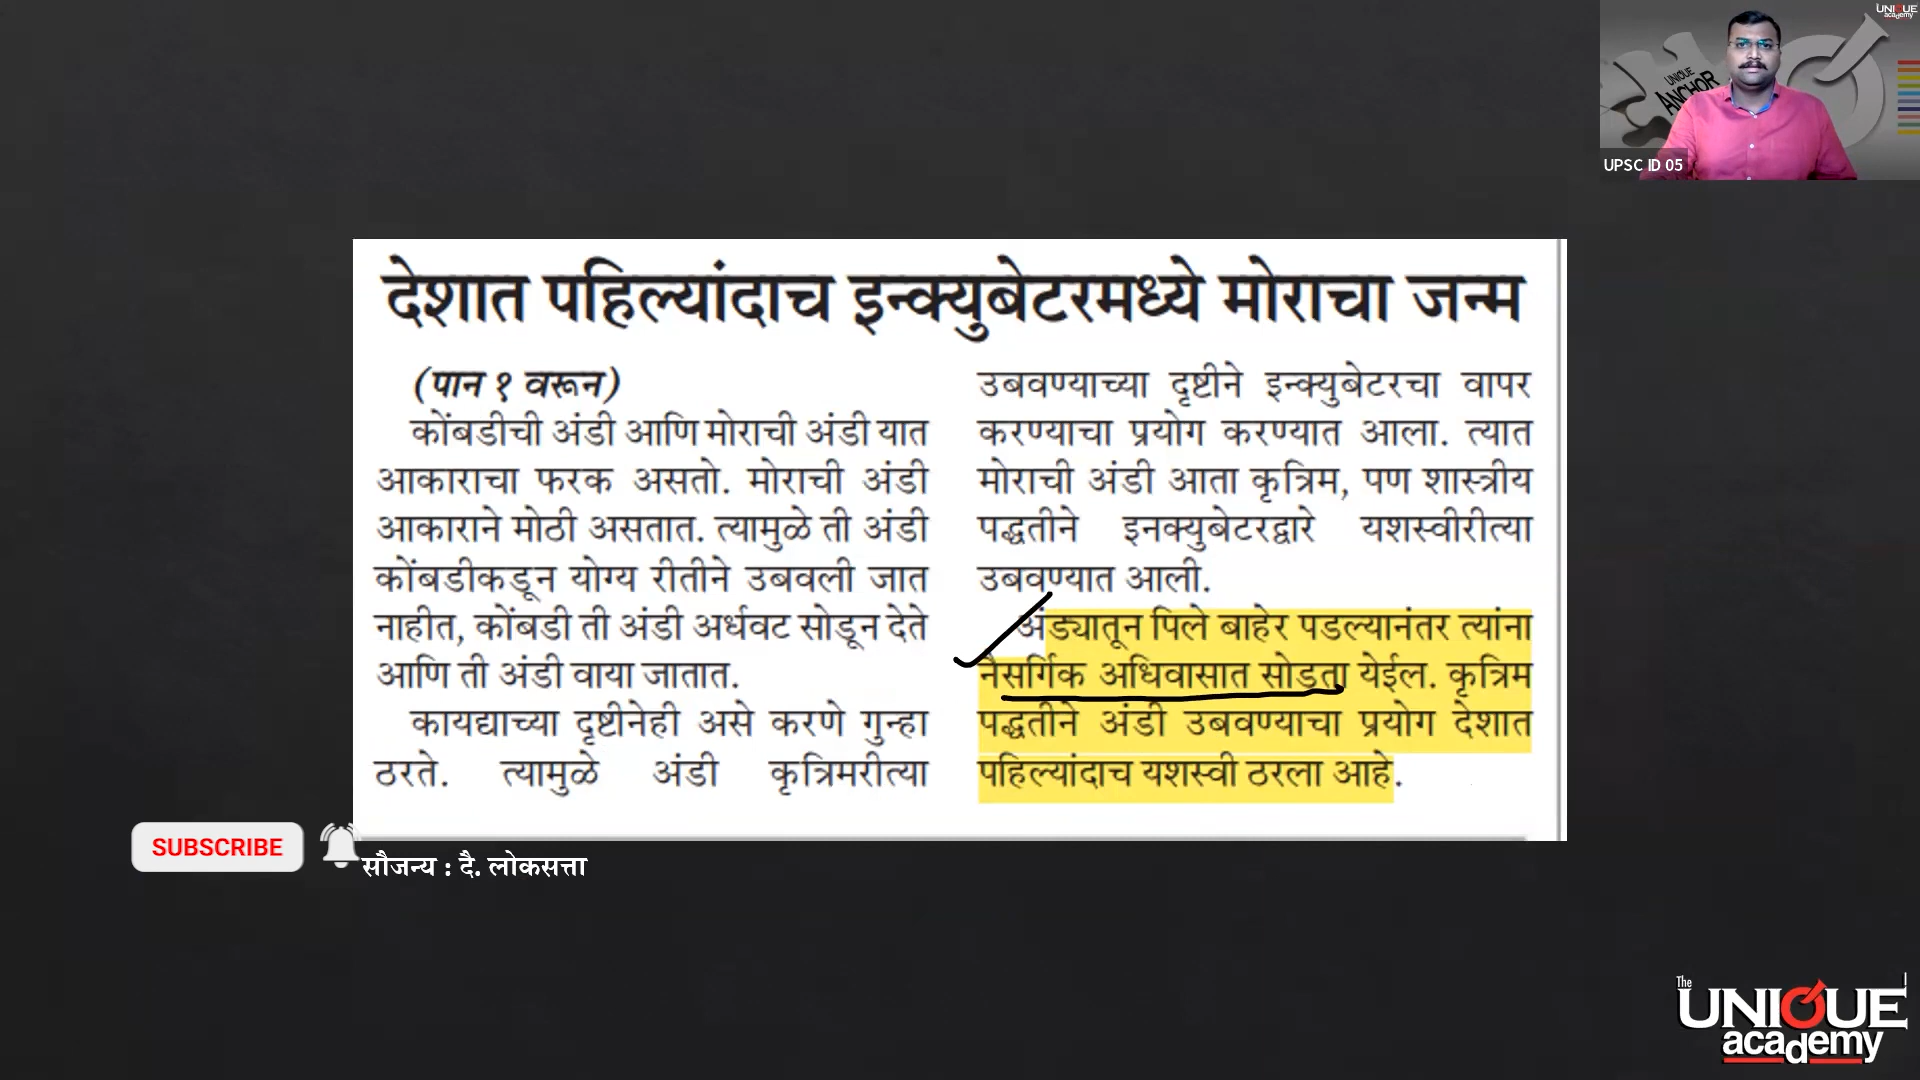 UNIQUE
academy
UNIQUE
ANCHOR
UPSC ID 05
देशात पहिल्यांदाच इन्क्युबेटरमध्ये मोराचा जन्म
(पान १ वरून)
कोंबडीची अंडी आणि मोराची अंडी यात
आकाराचा फरक असतो. मोराची अंडी
आकाराने मोठी असतात. त्यामुळे ती अंडी
कोंबडीकडून योग्य रीतीने उबवली जात
नाहीत, कोंबडी ती अंडी अर्धवट सोडून देते
आणि ती अंडी वाया जातात.
कायद्याच्या दृष्टीनेही असे करणे गुन्हा
ठरते. त्यामुळे अंडी कृत्रिमरीत्या
उबवण्याच्या दृष्टीने इन्क्युबेटरचा वापर
करण्याचा प्रयोग करण्यात आला. त्यात
मोराची अंडी आता कृत्रिम, पण शास्त्रीय
पद्धतीने इनक्युबेटरद्वारे यशस्वीरीत्या
उबवण्यात आली.
अंड्यातून पिले बाहेर पडल्यानंतर त्यांना
नैसर्गिक अधिवासात सोडता येईल. कृत्रिम
पद्धतीने अंडी उबवण्याचा प्रयोग देशात
पहिल्यांदाच यशस्वी ठरला आहे.
SUBSCRIBE
सौजन्य : दै. लोकसत्ता
The
UNIQUE
academy